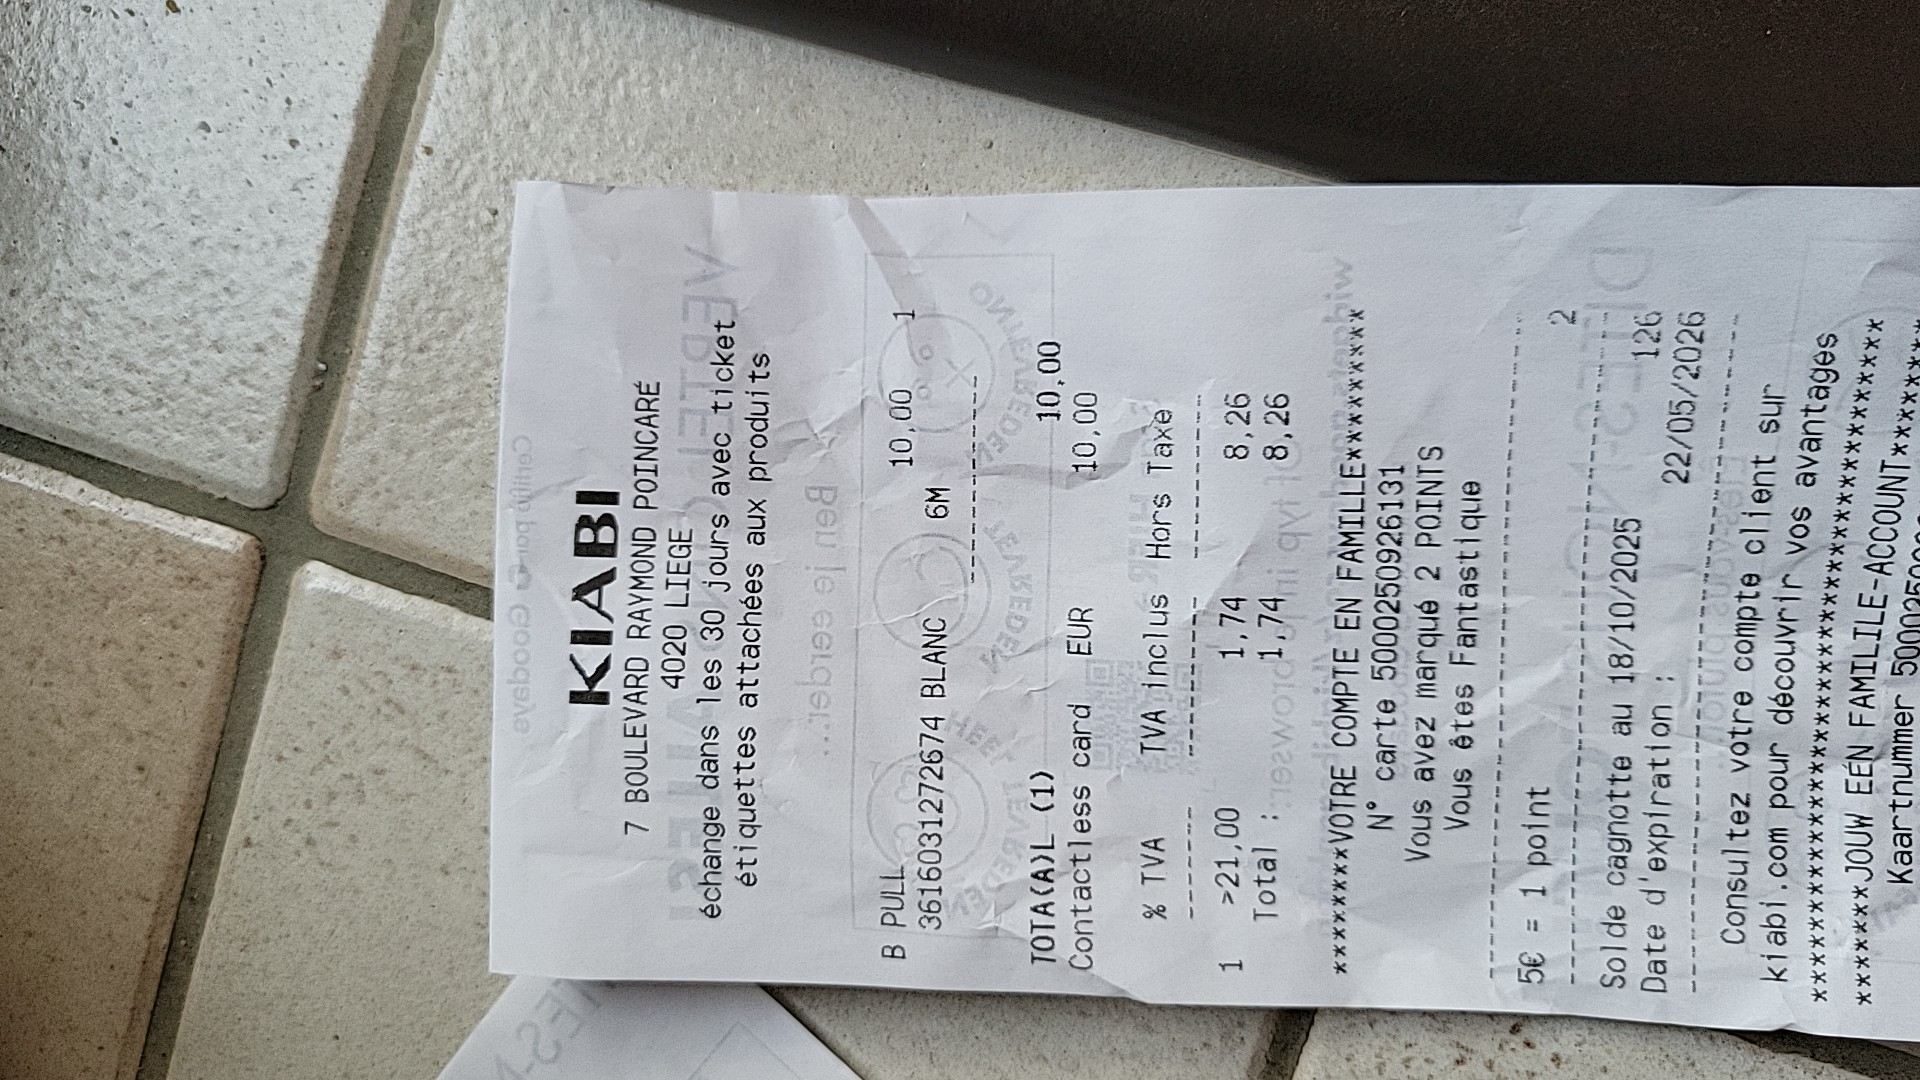 KIABI
7 BOULEVARD RAYMOND POINCARÉ
4020 LIEGE
échange dans les 30 jours avec ticket
étiquettes attachées aux produits
B PULL 10,00 1
3616031272674 BLANC 6M
TOTA(A)L (1) 10,00
Contactless card EUR 10,00
% TVA TVA inclus Hors Taxe
1 >21,00 1,74 8,26
Total : 1,74 8,26
********VOTRE COMPTE EN FAMILLE***********
N° carte 5000250926131
Vous avez marqué 2 POINTS
Vous êtes Fantastique
5€ = 1 point 2
Solde cagnotte au 18/10/2025 126
Date d'expiration : 22/05/2026
Consultez votre compte client sur
kiabi.com pour découvrir vos avantages
******************************************
*******JOUW EEN FAMILILE-ACCOUNT**********
Kaartnummer